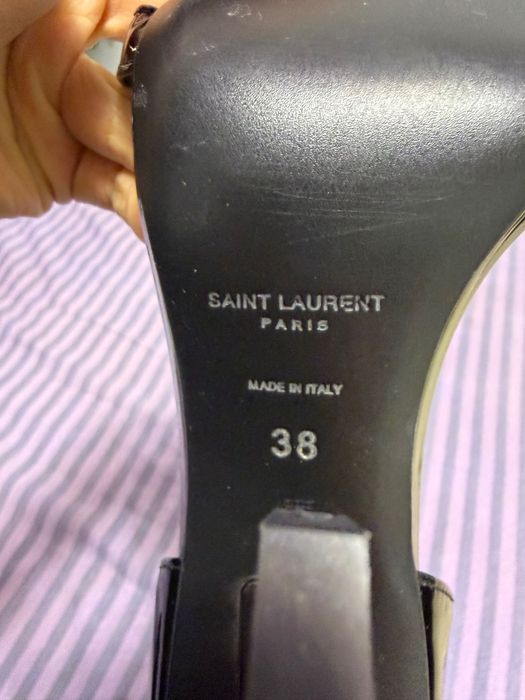 SAINT LAURENT
PARIS
MADE IN ITALY
38